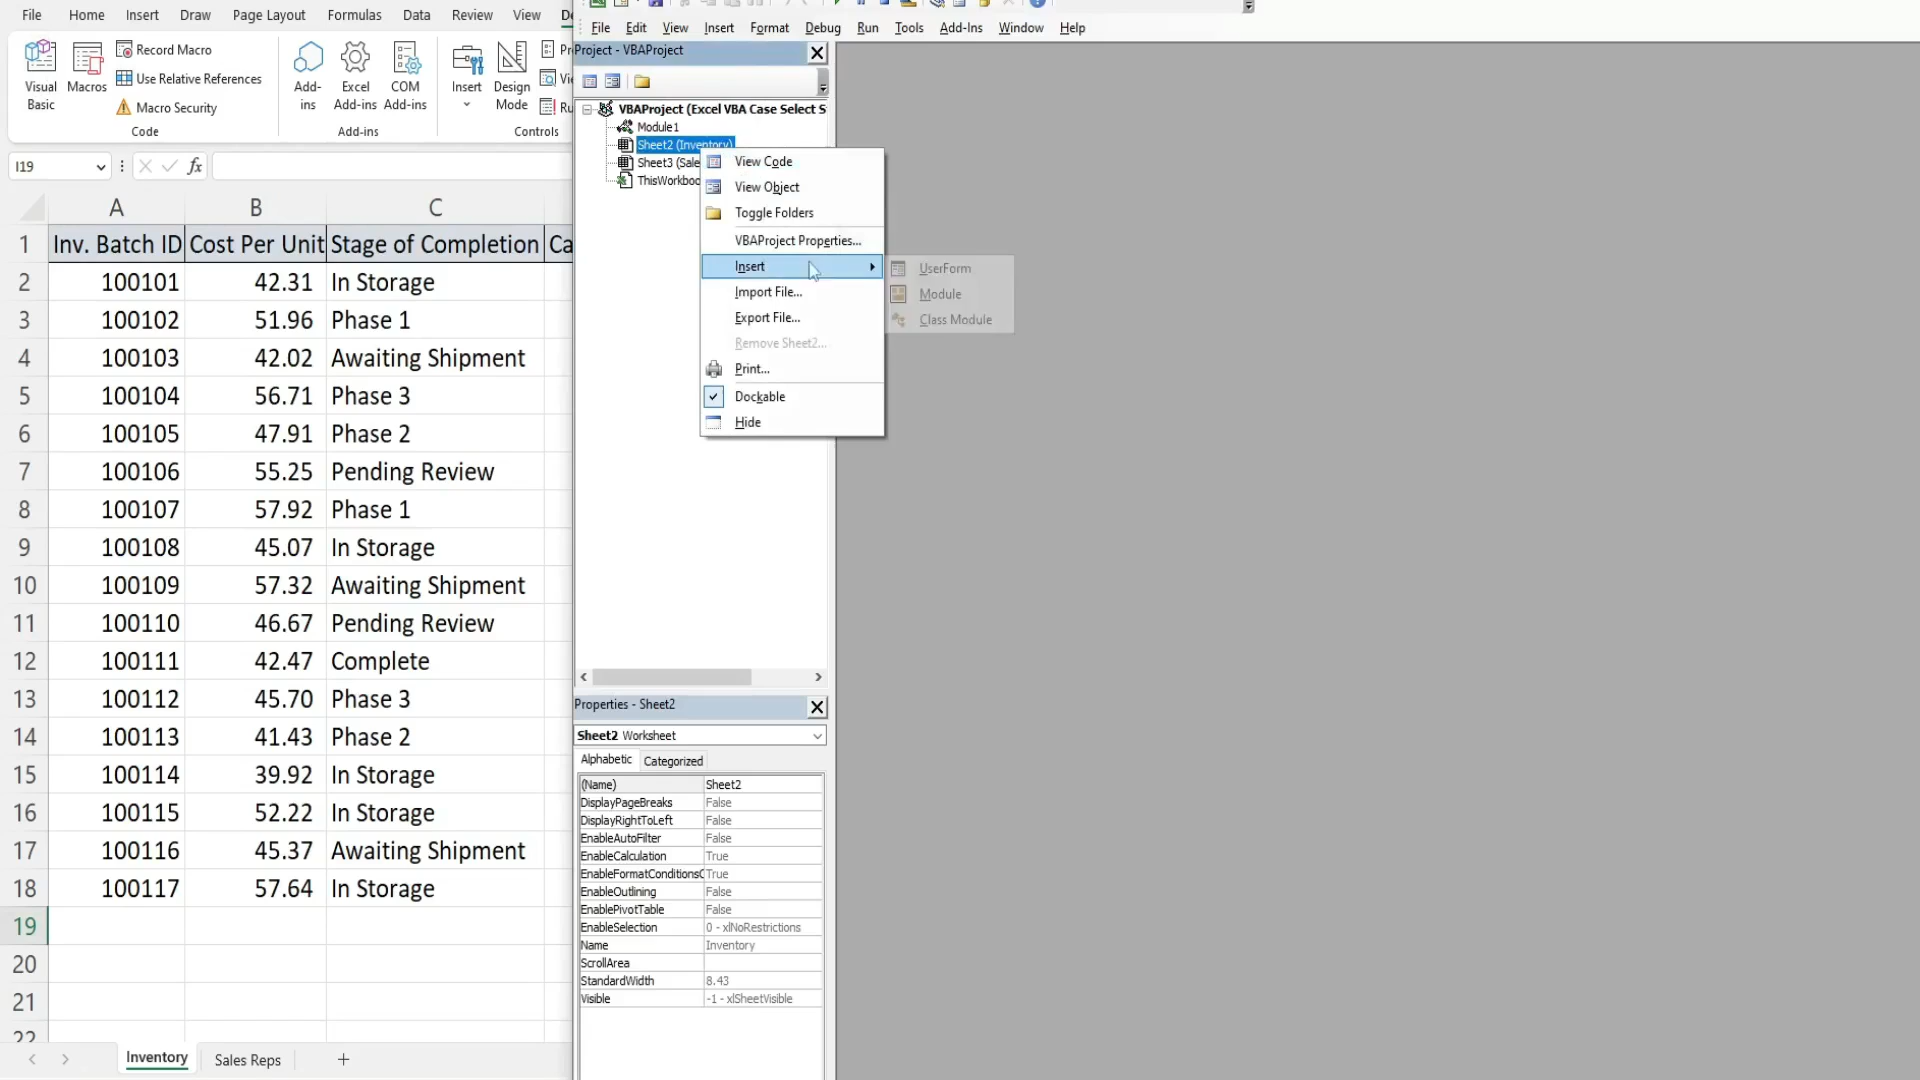 File Home Insert Draw Page Layout Formulas Data Review View
Visual Basic
Macros
Record Macro
Use Relative References
Macro Security
Code
Add-ins
Excel Add-ins
COM Add-ins
Add-ins
Insert
Design Mode
Controls
I19
fx
A B C
1 Inv. Batch ID Cost Per Unit Stage of Completion Ca
2 100101 42.31 In Storage
3 100102 51.96 Phase 1
4 100103 42.02 Awaiting Shipment
5 100104 56.71 Phase 3
6 100105 47.91 Phase 2
7 100106 55.25 Pending Review
8 100107 57.92 Phase 1
9 100108 45.07 In Storage
10 100109 57.32 Awaiting Shipment
11 100110 46.67 Pending Review
12 100111 42.47 Complete
13 100112 45.70 Phase 3
14 100113 41.43 Phase 2
15 100114 39.92 In Storage
16 100115 52.22 In Storage
17 100116 45.37 Awaiting Shipment
18 100117 57.64 In Storage
19
20
21
22
Inventory Sales Reps +
File Edit View Insert Format Debug Run Tools Add-Ins Window Help
Project - VBAProject
VBAProject (Excel VBA Case Select S
Module1
Sheet2 (Inventory)
Sheet3 (Sale
ThisWorkboo
View Code
View Object
Toggle Folders
VBAProject Properties...
Insert
Import File...
Export File...
Remove Sheet2...
Print...
Dockable
Hide
UserForm
Module
Class Module
Properties - Sheet2
Sheet2 Worksheet
Alphabetic Categorized
(Name) Sheet2
DisplayPageBreaks False
DisplayRightToLeft False
EnableAutoFilter False
EnableCalculation True
EnableFormatConditionsC True
EnableOutlining False
EnablePivotTable False
EnableSelection 0 - xlNoRestrictions
Name Inventory
ScrollArea
StandardWidth 8.43
Visible -1 - xlSheetVisible